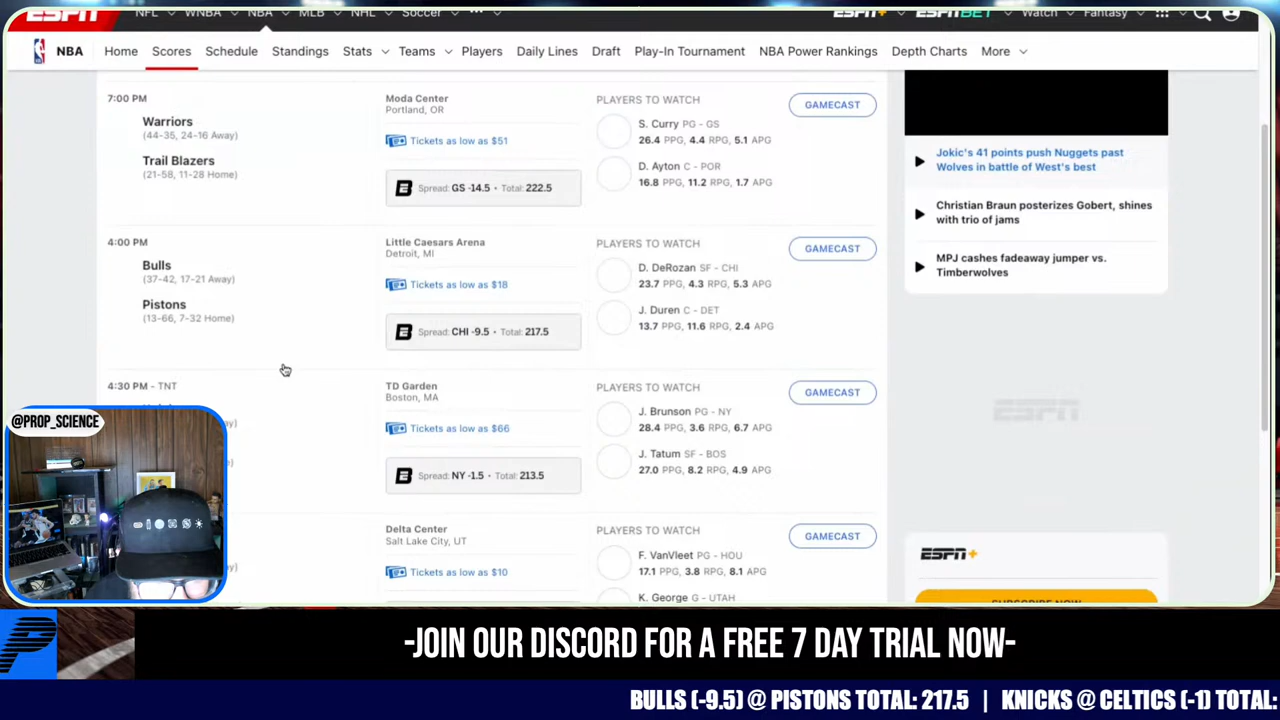 ESPN NFL WNBA NBA MLB NHL Soccer ESPN+ ESPN BET Watch Fantasy
NBA Home Scores Schedule Standings Stats Teams Players Daily Lines Draft Play-In Tournament NBA Power Rankings Depth Charts More
7:00 PM
Warriors
(44-35, 24-16 Away)
Trail Blazers
(21-58, 11-28 Home)
Moda Center
Portland, OR
Tickets as low as $51
Spread: GS -14.5 • Total: 222.5
PLAYERS TO WATCH
S. Curry PG - GS
26.4 PPG, 4.4 RPG, 5.1 APG
D. Ayton C - POR
16.8 PPG, 11.2 RPG, 1.7 APG
GAMECAST
4:00 PM
Bulls
(37-42, 17-21 Away)
Pistons
(13-66, 7-32 Home)
Little Caesars Arena
Detroit, MI
Tickets as low as $18
Spread: CHI -9.5 • Total: 217.5
PLAYERS TO WATCH
D. DeRozan SF - CHI
23.7 PPG, 4.3 RPG, 5.3 APG
J. Duren C - DET
13.7 PPG, 11.6 RPG, 2.4 APG
GAMECAST
4:30 PM - TNT
TD Garden
Boston, MA
Tickets as low as $66
Spread: NY -1.5 • Total: 213.5
PLAYERS TO WATCH
J. Brunson PG - NY
28.4 PPG, 3.6 RPG, 6.7 APG
J. Tatum SF - BOS
27.0 PPG, 8.2 RPG, 4.9 APG
GAMECAST
Delta Center
Salt Lake City, UT
Tickets as low as $10
PLAYERS TO WATCH
F. VanVleet PG - HOU
17.1 PPG, 3.8 RPG, 8.1 APG
K. George G - UTAH
GAMECAST
Jokic's 41 points push Nuggets past
Wolves in battle of West's best
Christian Braun posterizes Gobert, shines
with trio of jams
MPJ cashes fadeaway jumper vs.
Timberwolves
ESPN
ESPN+
SUBSCRIBE NOW
@PROP_SCIENCE
-JOIN OUR DISCORD FOR A FREE 7 DAY TRIAL NOW-
BULLS (-9.5) @ PISTONS TOTAL: 217.5 | KNICKS @ CELTICS (-1) TOTAL: